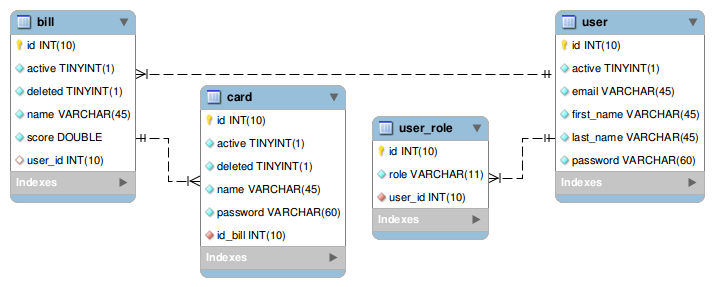 bill
id INT(10)
active TINYINT(1)
deleted TINYINT(1)
name VARCHAR(45)
score DOUBLE
user_id INT(10)
Indexes
card
id INT(10)
active TINYINT(1)
deleted TINYINT(1)
name VARCHAR(45)
password VARCHAR(60)
id_bill INT(10)
Indexes
user_role
id INT(10)
role VARCHAR(11)
user_id INT(10)
Indexes
user
id INT(10)
active TINYINT(1)
email VARCHAR(45)
first_name VARCHAR(45)
last_name VARCHAR(45)
password VARCHAR(60)
Indexes